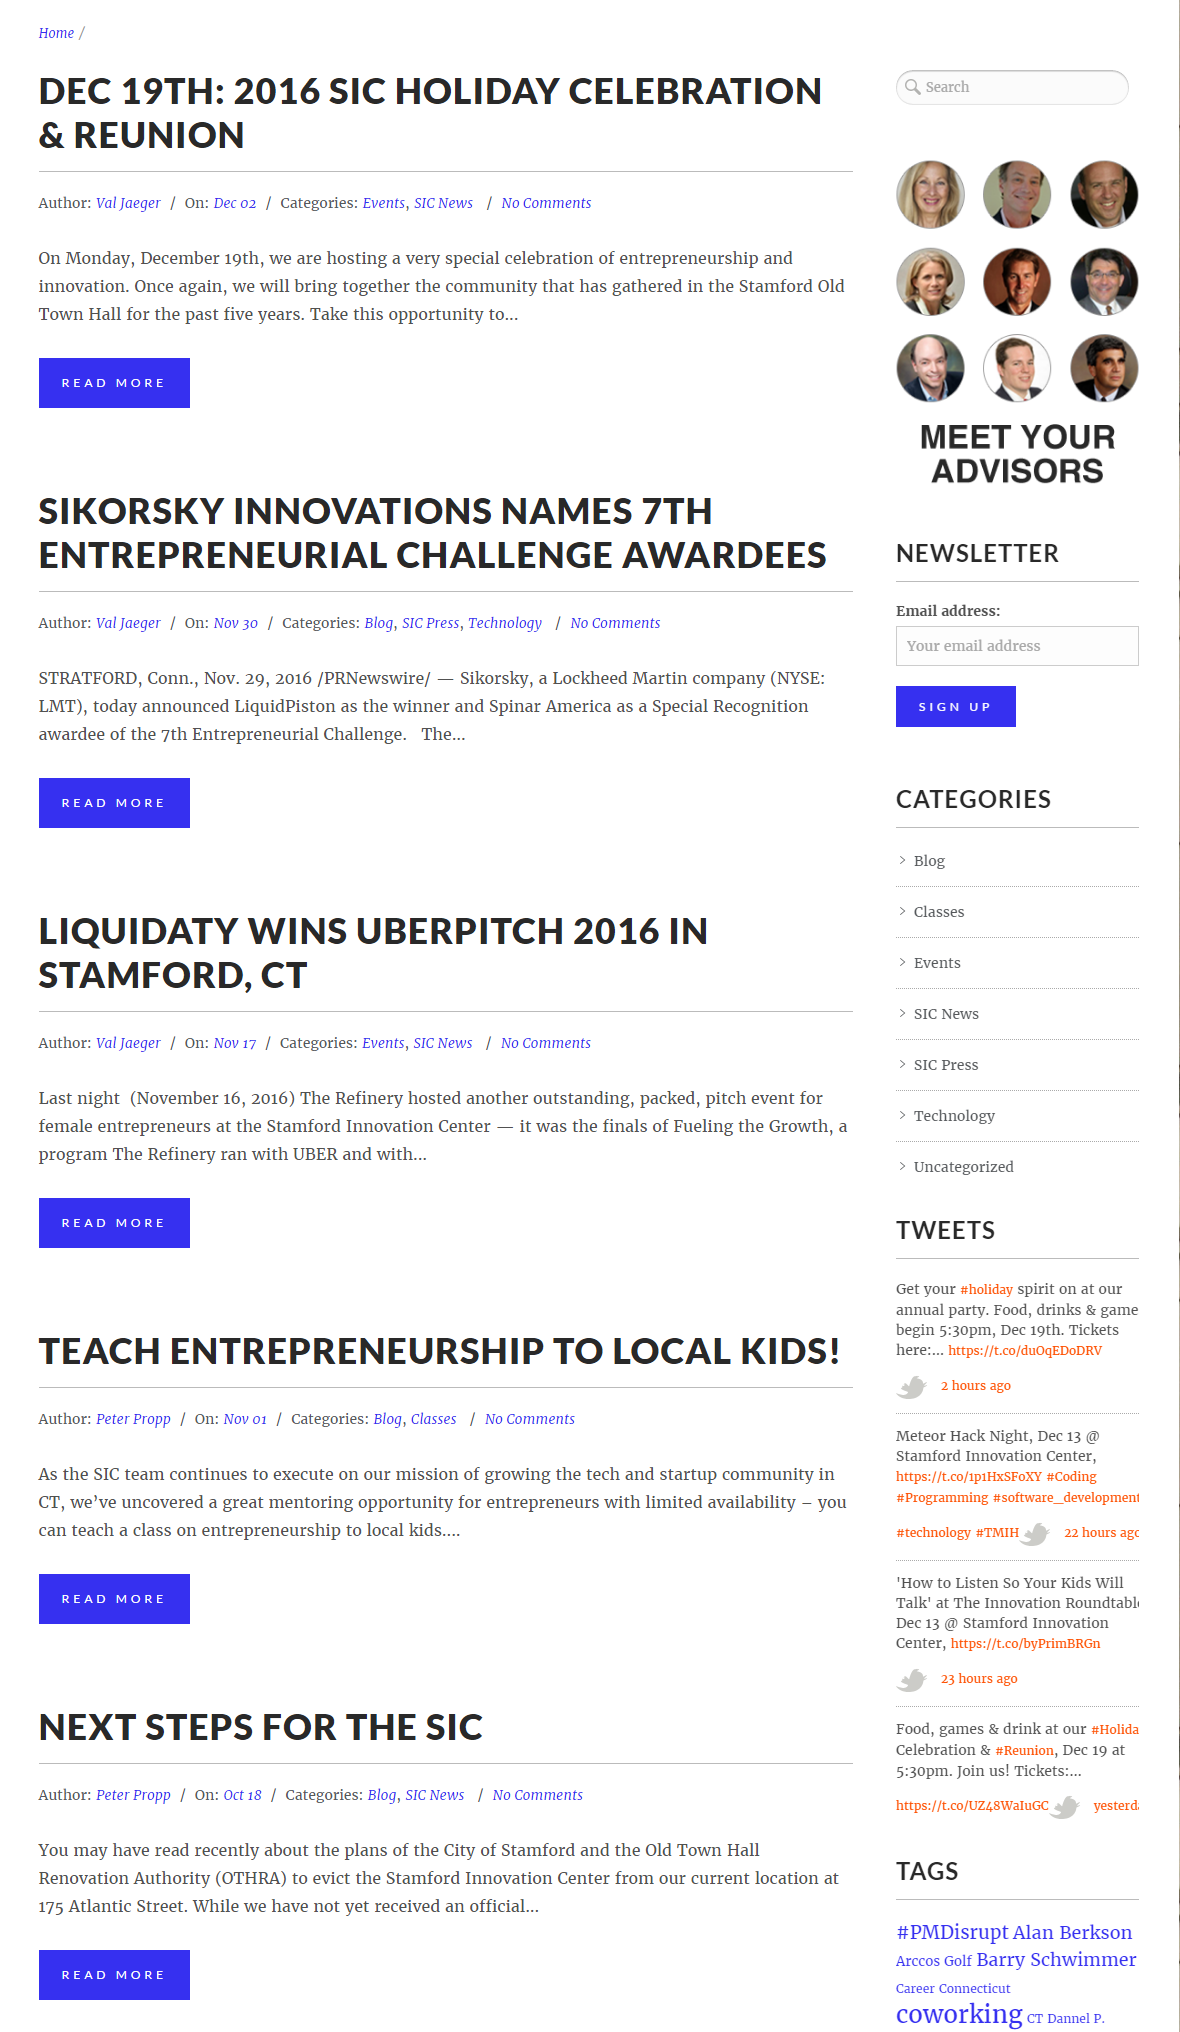 Home /
DEC 19TH: 2016 SIC HOLIDAY CELEBRATION
& REUNION
Author: Val Jaeger / On: Dec 02 / Categories: Events, SIC News / No Comments
On Monday, December 19th, we are hosting a very special celebration of entrepreneurship and
innovation. Once again, we will bring together the community that has gathered in the Stamford Old
Town Hall for the past five years. Take this opportunity to...
READ MORE
SIKORSKY INNOVATIONS NAMES 7TH
ENTREPRENEURIAL CHALLENGE AWARDEES
Author: Val Jaeger / On: Nov 30 / Categories: Blog, SIC Press, Technology / No Comments
STRATFORD, Conn., Nov. 29, 2016 /PRNewswire/ — Sikorsky, a Lockheed Martin company (NYSE:
LMT), today announced LiquidPiston as the winner and Spinar America as a Special Recognition
awardee of the 7th Entrepreneurial Challenge.   The...
READ MORE
LIQUIDATY WINS UBERPITCH 2016 IN
STAMFORD, CT
Author: Val Jaeger / On: Nov 17 / Categories: Events, SIC News / No Comments
Last night  (November 16, 2016) The Refinery hosted another outstanding, packed, pitch event for
female entrepreneurs at the Stamford Innovation Center — it was the finals of Fueling the Growth, a
program The Refinery ran with UBER and with...
READ MORE
TEACH ENTREPRENEURSHIP TO LOCAL KIDS!
Author: Peter Propp / On: Nov 01 / Categories: Blog, Classes / No Comments
As the SIC team continues to execute on our mission of growing the tech and startup community in
CT, we’ve uncovered a great mentoring opportunity for entrepreneurs with limited availability – you
can teach a class on entrepreneurship to local kids....
READ MORE
NEXT STEPS FOR THE SIC
Author: Peter Propp / On: Oct 18 / Categories: Blog, SIC News / No Comments
You may have read recently about the plans of the City of Stamford and the Old Town Hall
Renovation Authority (OTHRA) to evict the Stamford Innovation Center from our current location at
175 Atlantic Street. While we have not yet received an official...
READ MORE
Search
MEET YOUR
ADVISORS
NEWSLETTER
Email address:
Your email address
SIGN UP
CATEGORIES
Blog
Classes
Events
SIC News
SIC Press
Technology
Uncategorized
TWEETS
Get your #holiday spirit on at our
annual party. Food, drinks & game
begin 5:30pm, Dec 19th. Tickets
here:... https://t.co/duOqEDoDRV
2 hours ago
Meteor Hack Night, Dec 13 @
Stamford Innovation Center,
https://t.co/1p1HxSFoXY #Coding
#Programming #software_development
#technology #TMIH 22 hours ago
'How to Listen So Your Kids Will
Talk' at The Innovation Roundtable
Dec 13 @ Stamford Innovation
Center, https://t.co/byPrimBRGn
23 hours ago
Food, games & drink at our #Holida
Celebration & #Reunion, Dec 19 at
5:30pm. Join us! Tickets:...
https://t.co/UZ48WaIuGC yesterda
TAGS
#PMDisrupt Alan Berkson
Arccos Golf Barry Schwimmer
Career Connecticut
coworking CT Dannel P.